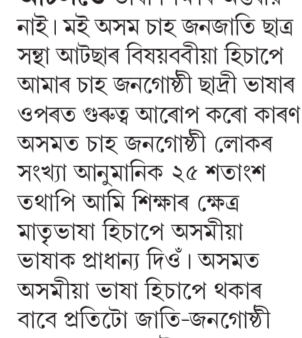 নাই। মই অসম চাহ জনজাতি ছাত্ৰ
সন্থা আটছাৰ বিষয়ববীয়া হিচাপে
আমাৰ চাহ জনগোষ্ঠী ছাদ্ৰী ভাষাৰ
ওপৰত গুৰুত্ব আৰোপ কৰো কাৰণ
অসমত চাহ জনগোষ্ঠী লোকৰ
সংখ্যা আনুমানিক ২৫ শতাংশ
তথাপি আমি শিক্ষাৰ ক্ষেত্ৰ
মাতৃভাষা হিচাপে অসমীয়া
ভাষাক প্ৰাধান্য দিওঁ। অসমত
অসমীয়া ভাষা হিচাপে থকাৰ
বাবে প্ৰতিটো জাতি-জনগোষ্ঠী